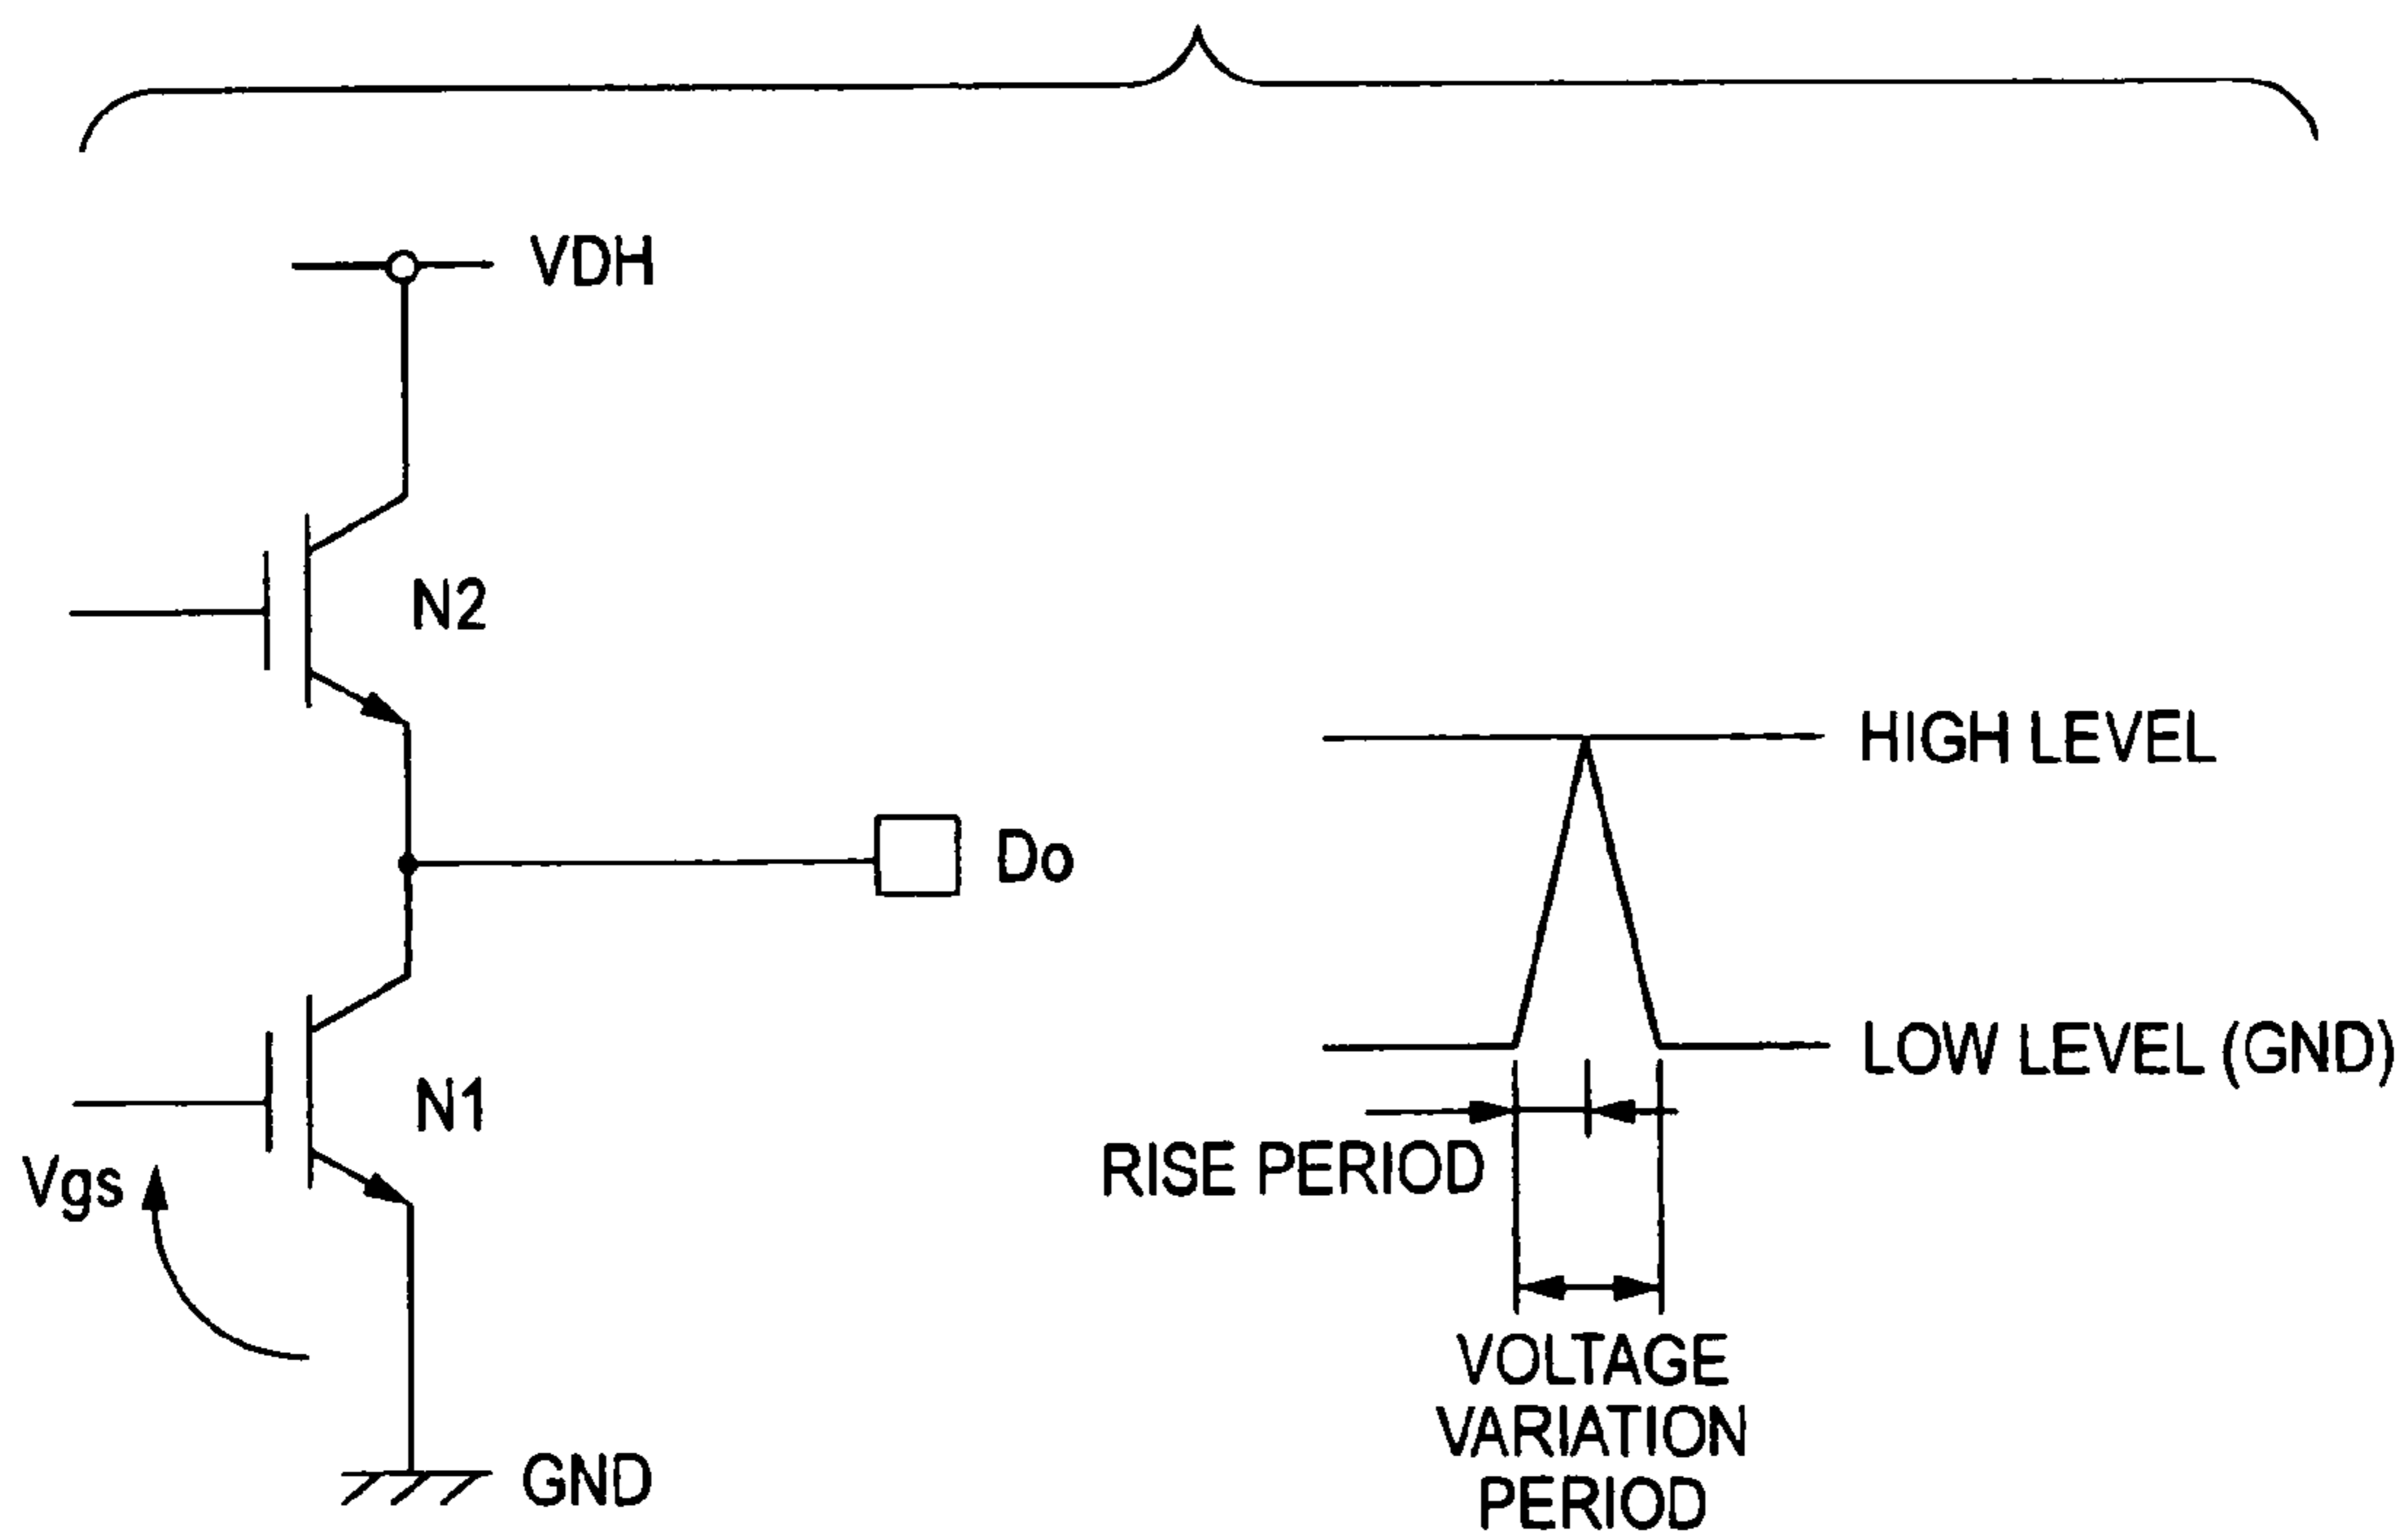 VDH
N2
HIGH LEVEL
Do
LOW LEVEL (GND)
N1
RISE PERIOD
Vgs
VOLTAGE
VARIATION
PERIOD
GND